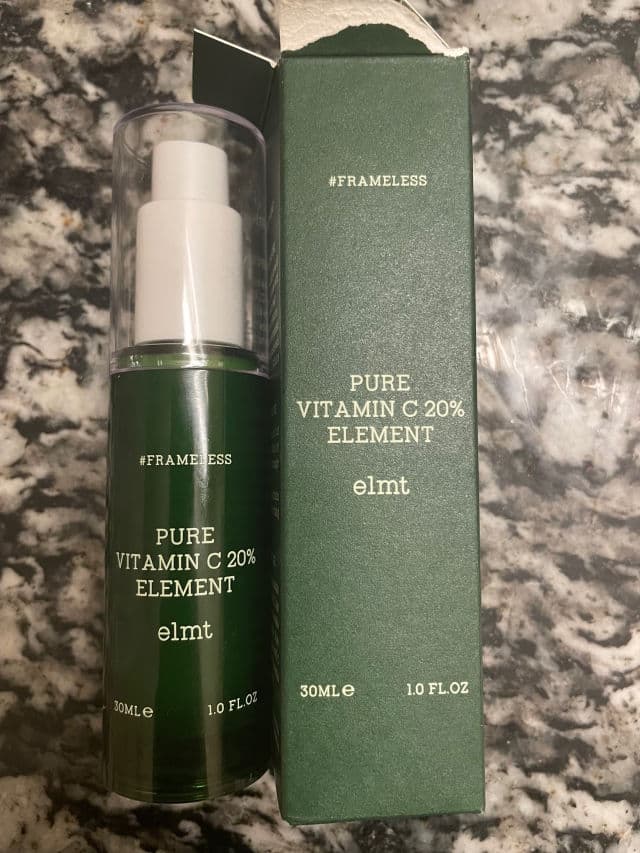 #FRAMELESS
PURE
VITAMIN C 20%
ELEMENT
elmt
30ML℮
1.0 FL.OZ
#FRAMELESS
PURE
VITAMIN C 20%
ELEMENT
elmt
30ML℮
1.0 FL.OZ